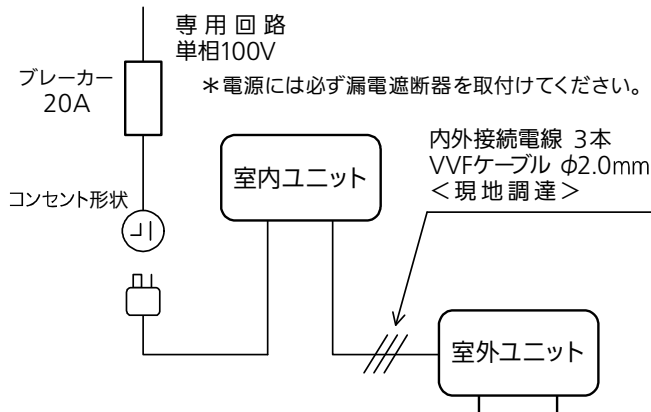 専用回路
単相100V
＊電源には必ず漏電遮断器を取付けてください。
ブレーカー
20A
内外接続電線 3本
VVFケーブル φ2.0mm
＜現地調達＞
室内ユニット
コンセント形状
室外ユニット